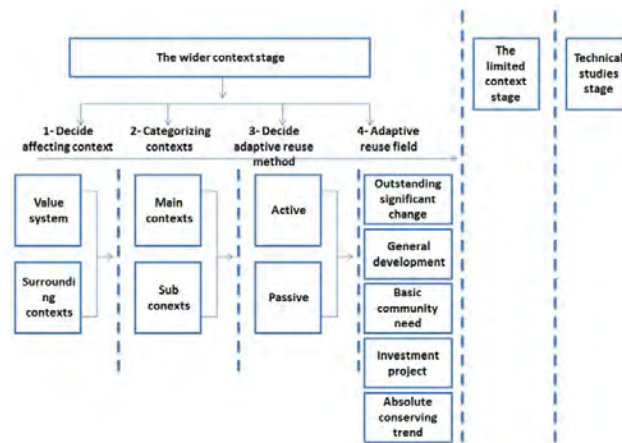 The wider context stage
The
limited
context
stage
Technical
studies
stage
1- Decide
affecting context
2- Categorizing
contexts
3- Decide
adaptive reuse
method
4- Adaptive
reuse field
Value
system
Surroundi
ng
contexts
Main
contexts
Sub
conexts
Active
Passive
Outstanding
significant
change
General
development
Basic
community
need
Investment
project
Absolute
conserving
trend